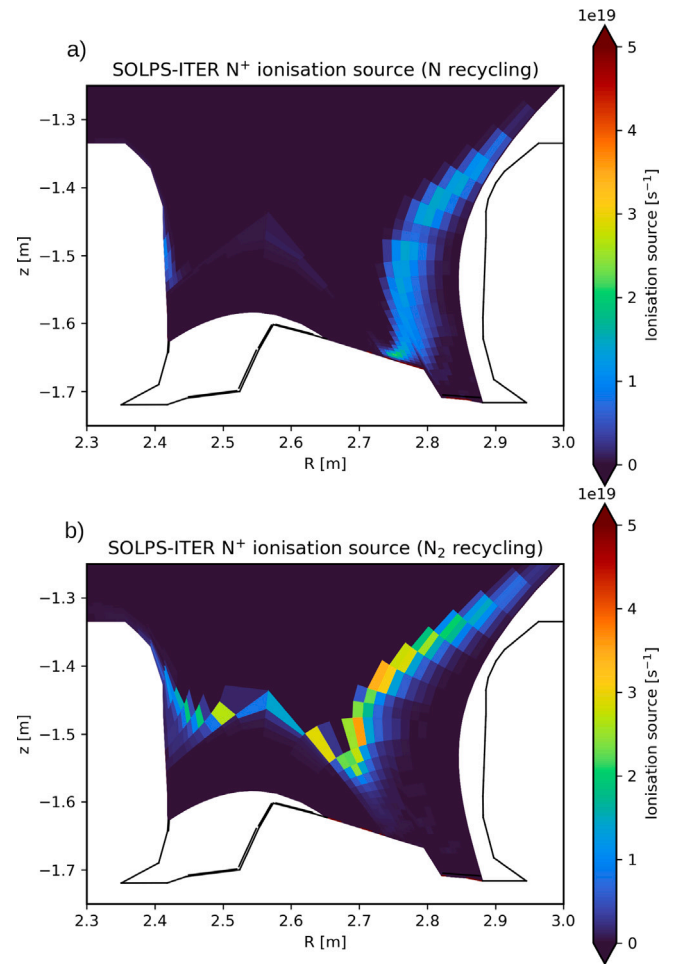 a)
1e19
SOLPS-ITER N⁺ ionisation source (N recycling)
5
4
3
2
1
0
Ionisation source [s⁻¹]
−1.3
−1.4
−1.5
−1.6
−1.7
z [m]
2.3 2.4 2.5 2.6 2.7 2.8 2.9 3.0
R [m]
b)
1e19
SOLPS-ITER N⁺ ionisation source (N₂ recycling)
5
4
3
2
1
0
Ionisation source [s⁻¹]
−1.3
−1.4
−1.5
−1.6
−1.7
z [m]
2.3 2.4 2.5 2.6 2.7 2.8 2.9 3.0
R [m]